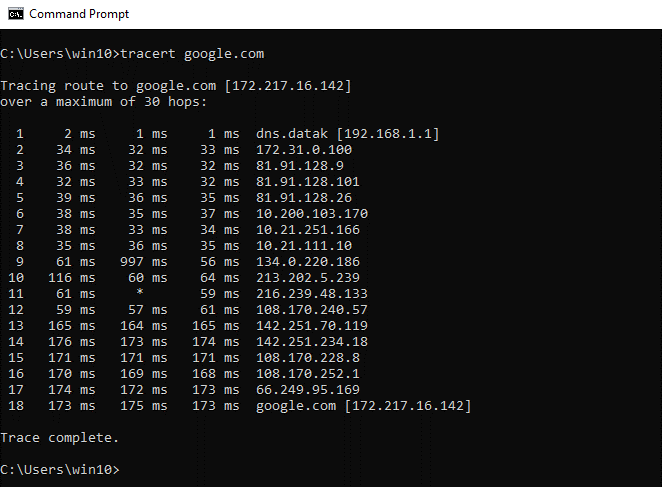 Command Prompt
C:\Users\win10>tracert google.com
Tracing route to google.com [172.217.16.142]
over a maximum of 30 hops:
1 2 ms 1 ms 1 ms dns.datak [192.168.1.1]
2 34 ms 32 ms 33 ms 172.31.0.100
3 36 ms 32 ms 32 ms 81.91.128.9
4 32 ms 33 ms 32 ms 81.91.128.101
5 39 ms 36 ms 35 ms 81.91.128.26
6 38 ms 35 ms 37 ms 10.200.103.170
7 38 ms 33 ms 34 ms 10.21.251.166
8 35 ms 36 ms 35 ms 10.21.111.10
9 61 ms 997 ms 56 ms 134.0.220.186
10 116 ms 60 ms 64 ms 213.202.5.239
11 61 ms * 59 ms 216.239.48.133
12 59 ms 57 ms 61 ms 108.170.240.57
13 165 ms 164 ms 165 ms 142.251.70.119
14 176 ms 173 ms 174 ms 142.251.234.18
15 171 ms 171 ms 171 ms 108.170.228.8
16 170 ms 169 ms 168 ms 108.170.252.1
17 174 ms 172 ms 173 ms 66.249.95.169
18 173 ms 175 ms 173 ms google.com [172.217.16.142]
Trace complete.
C:\Users\win10>